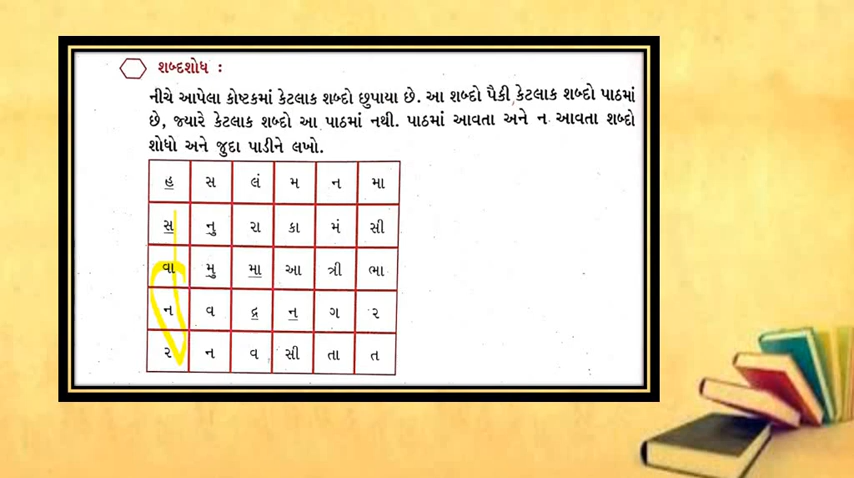 શબ્દશોધ :
નીચે આપેલા કોષ્ટકમાં કેટલાક શબ્દો છુપાયા છે. આ શબ્દો પૈકી કેટલાક શબ્દો પાઠમાં
છે, જ્યારે કેટલાક શબ્દો આ પાઠમાં નથી. પાઠમાં આવતા અને ન આવતા શબ્દો
શોધો અને જુદા પાડીને લખો.
હ સ લં મ ન મા
સ નુ રા કા મં સી
વા મુ મા આ ત્રી ભા
ન વ દ્ર ન ગ ર
ર ન વ સી તા ત